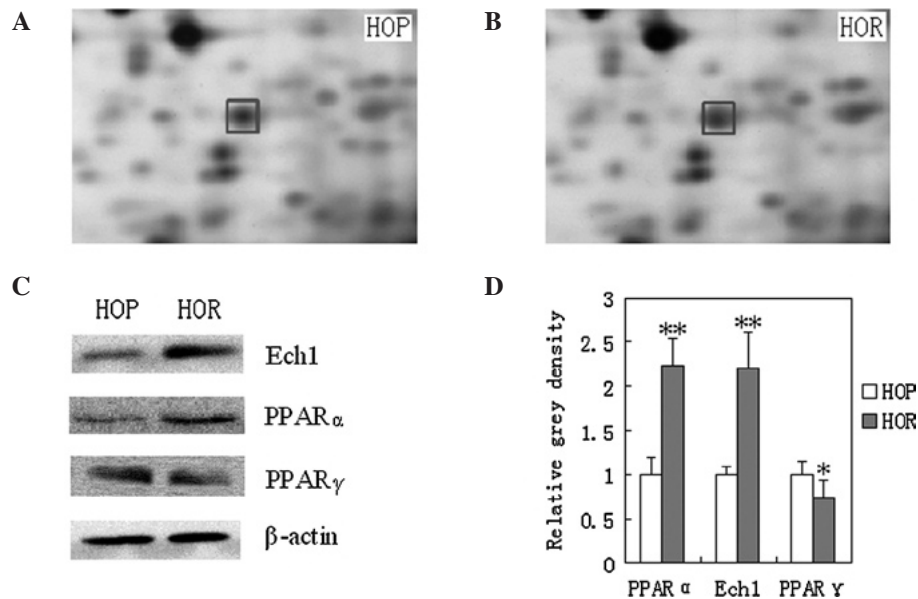 A
HOP
B
HOR
C
HOP HOR
Ech1
PPARα
PPARγ
β-actin
D
Relative grey density
3
2.5
2
1.5
1
0.5
0
** ** *
HOP
HOR
PPAR α Ech1 PPAR γ